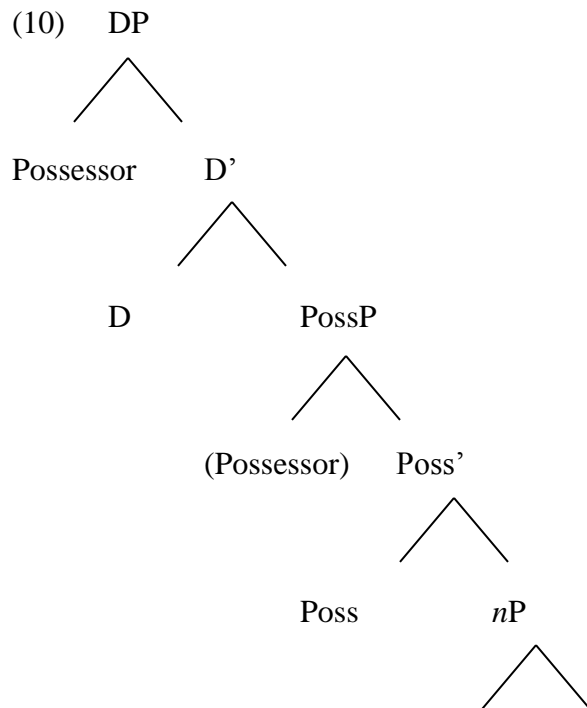 (10) DP
Possessor D’
D PossP
(Possessor) Poss’
Poss nP